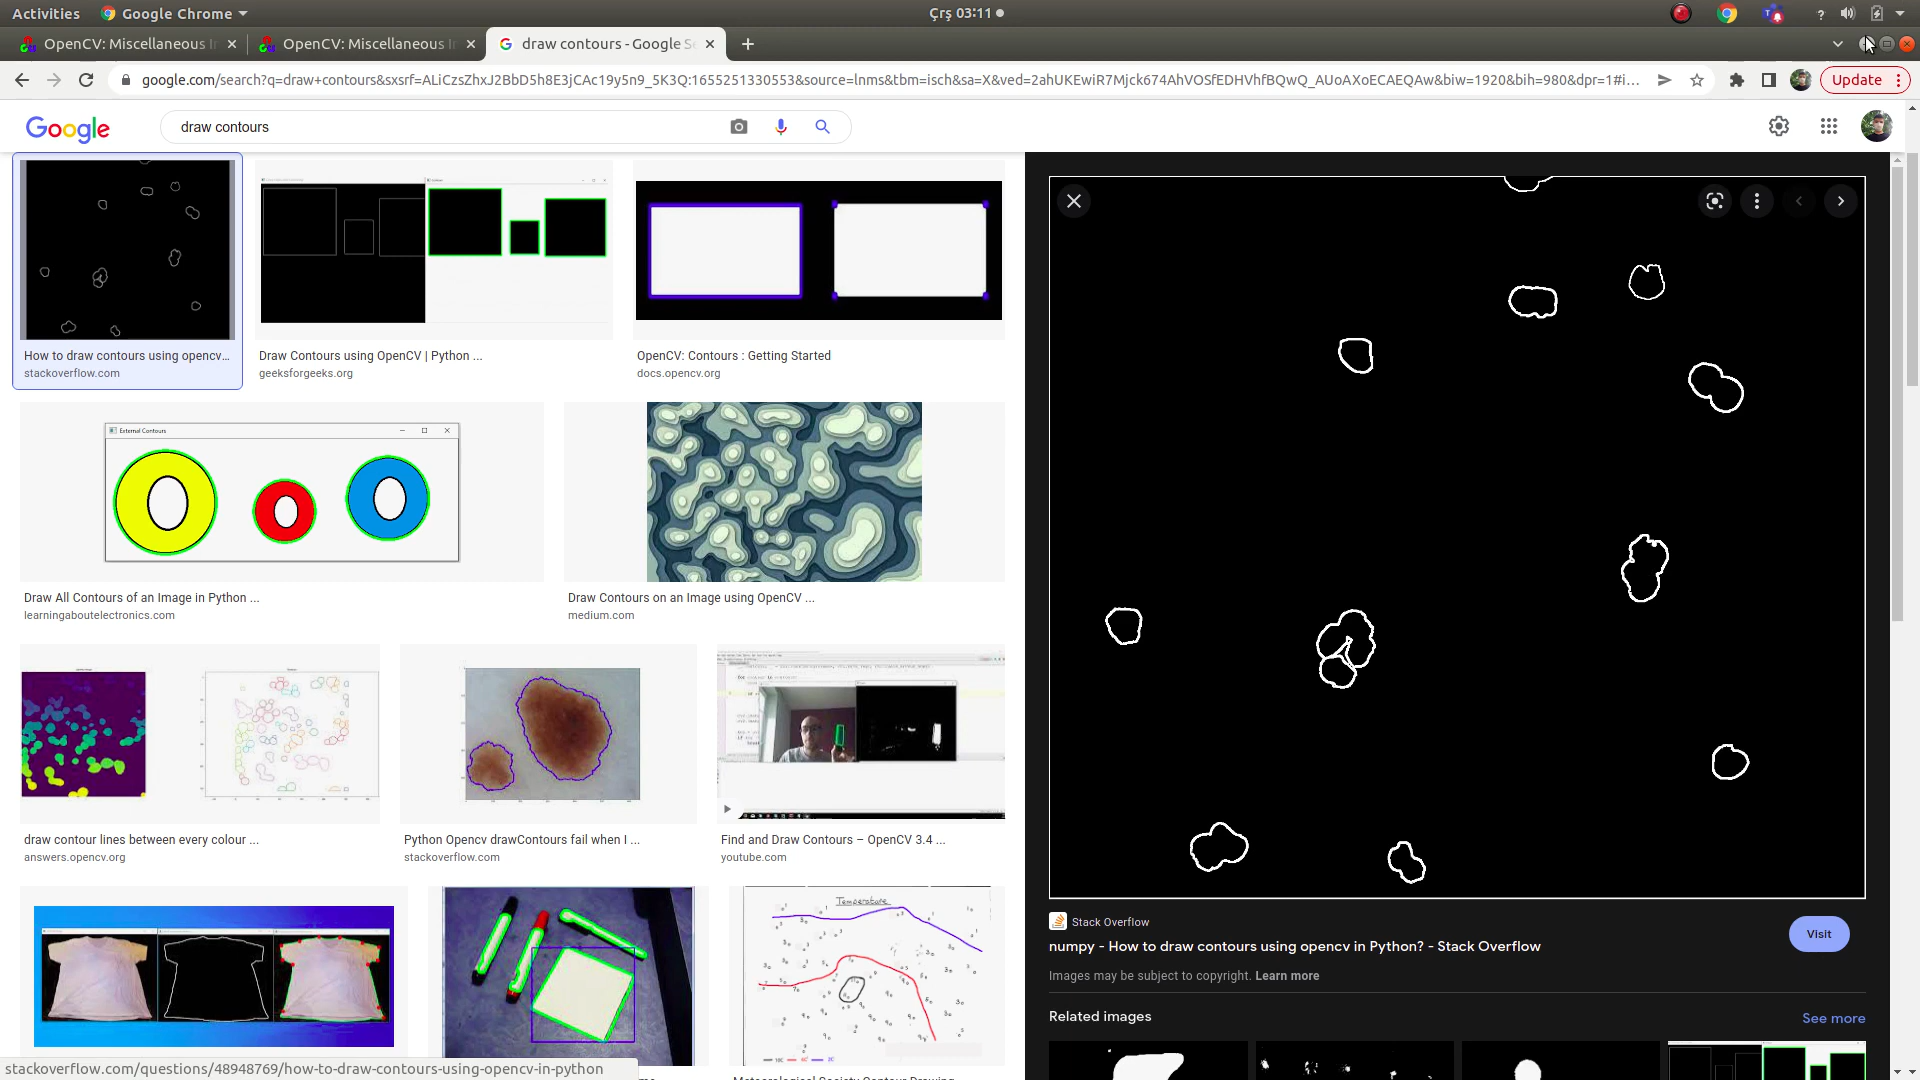 Activities
Google Chrome
Çrş 03:11
OpenCV: Miscellaneous I
OpenCV: Miscellaneous I
draw contours - Google Se
google.com/search?q=draw+contours&sxsrf=ALiCzsZhxJ2BbD5h8E3jCAc19y5n9_5K3Q:1655251330553&source=lnms&tbm=isch&sa=X&ved=2ahUKEwiR7Mjck674AhVOSfEDHVhfBQwQ_AUoAXoECAEQAw&biw=1920&bih=980&dpr=1#i...
Update
Google
draw contours
How to draw contours using opencv...
stackoverflow.com
Draw Contours using OpenCV | Python ...
geeksforgeeks.org
OpenCV: Contours : Getting Started
docs.opencv.org
External Contours
Draw All Contours of an Image in Python ...
learningaboutelectronics.com
Draw Contours on an Image using OpenCV ...
medium.com
draw contour lines between every colour ...
answers.opencv.org
Python Opencv drawContours fail when I ...
stackoverflow.com
Find and Draw Contours – OpenCV 3.4 ...
youtube.com
Temperature
Stack Overflow
numpy - How to draw contours using opencv in Python? - Stack Overflow
Visit
Images may be subject to copyright. Learn more
Related images
See more
stackoverflow.com/questions/48948769/how-to-draw-contours-using-opencv-in-python